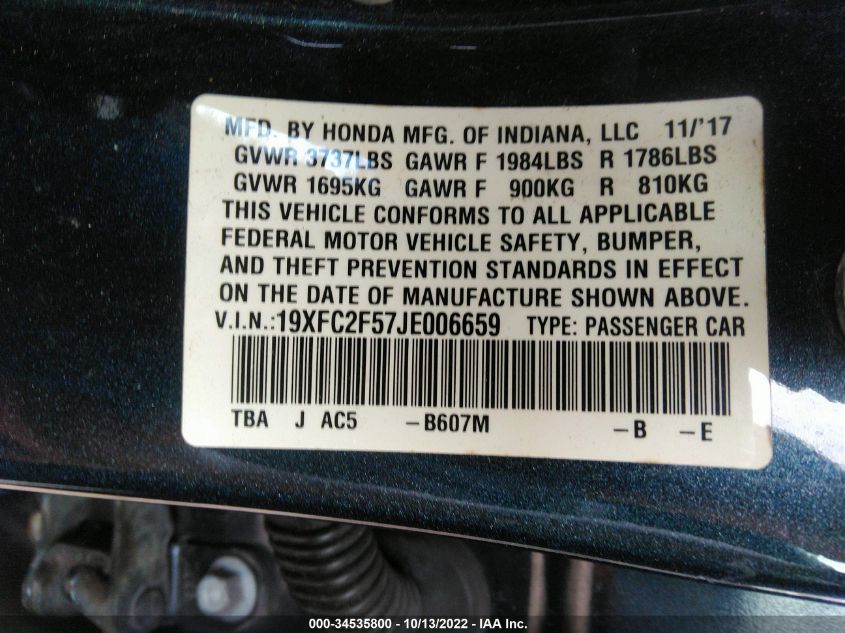 MFD. BY HONDA MFG. OF INDIANA, LLC 11/'17
GVWR 3737LBS GAWR F 1984LBS R 1786LBS
GVWR 1695KG GAWR F 900KG R 810KG
THIS VEHICLE CONFORMS TO ALL APPLICABLE
FEDERAL MOTOR VEHICLE SAFETY, BUMPER,
AND THEFT PREVENTION STANDARDS IN EFFECT
ON THE DATE OF MANUFACTURE SHOWN ABOVE.
V.I.N.:19XFC2F57JE006659 TYPE: PASSENGER CAR
TBA J AC5 –B607M –B –E
000-34535800 - 10/13/2022 - IAA Inc.